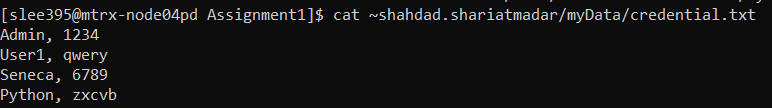 [slee395@mtrx-node04pd Assignment1]$ cat ~shahdad.shariatmadar/myData/credential.txt
Admin, 1234
User1, qwery
Seneca, 6789
Python, zxcvb